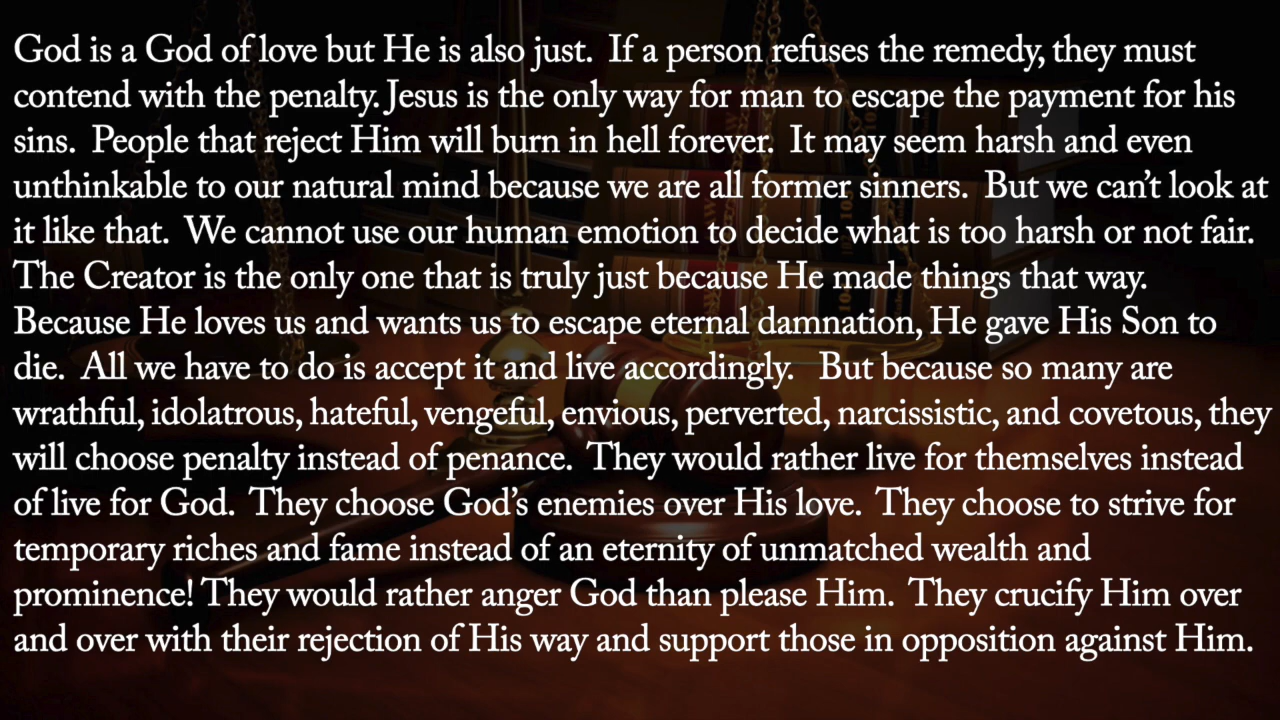 God is a God of love but He is also just.  If a person refuses the remedy, they must
contend with the penalty. Jesus is the only way for man to escape the payment for his
sins.  People that reject Him will burn in hell forever.  It may seem harsh and even
unthinkable to our natural mind because we are all former sinners.  But we can’t look at
it like that.  We cannot use our human emotion to decide what is too harsh or not fair.
The Creator is the only one that is truly just because He made things that way.
Because He loves us and wants us to escape eternal damnation, He gave His Son to
die.  All we have to do is accept it and live accordingly.   But because so many are
wrathful, idolatrous, hateful, vengeful, envious, perverted, narcissistic, and covetous, they
will choose penalty instead of penance.  They would rather live for themselves instead
of live for God.  They choose God’s enemies over His love.  They choose to strive for
temporary riches and fame instead of an eternity of unmatched wealth and
prominence! They would rather anger God than please Him.  They crucify Him over
and over with their rejection of His way and support those in opposition against Him.